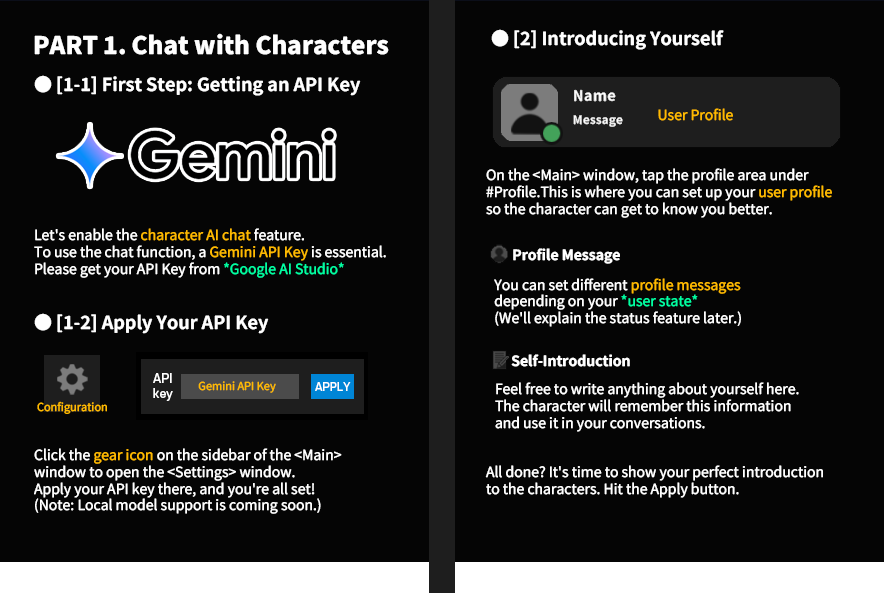 PART 1. Chat with Characters
[1-1] First Step: Getting an API Key
Gemini
Let's enable the character AI chat feature.
To use the chat function, a Gemini API Key is essential.
Please get your API Key from *Google AI Studio*
[1-2] Apply Your API Key
Configuration
API
key
Gemini API Key
APPLY
Click the gear icon on the sidebar of the <Main>
window to open the <Settings> window.
Apply your API key there, and you're all set!
(Note: Local model support is coming soon.)
[2] Introducing Yourself
Name
Message
User Profile
On the <Main> window, tap the profile area under
#Profile.This is where you can set up your user profile
so the character can get to know you better.
Profile Message
You can set different profile messages
depending on your *user state*
(We'll explain the status feature later.)
Self-Introduction
Feel free to write anything about yourself here.
The character will remember this information
and use it in your conversations.
All done? It's time to show your perfect introduction
to the characters. Hit the Apply button.